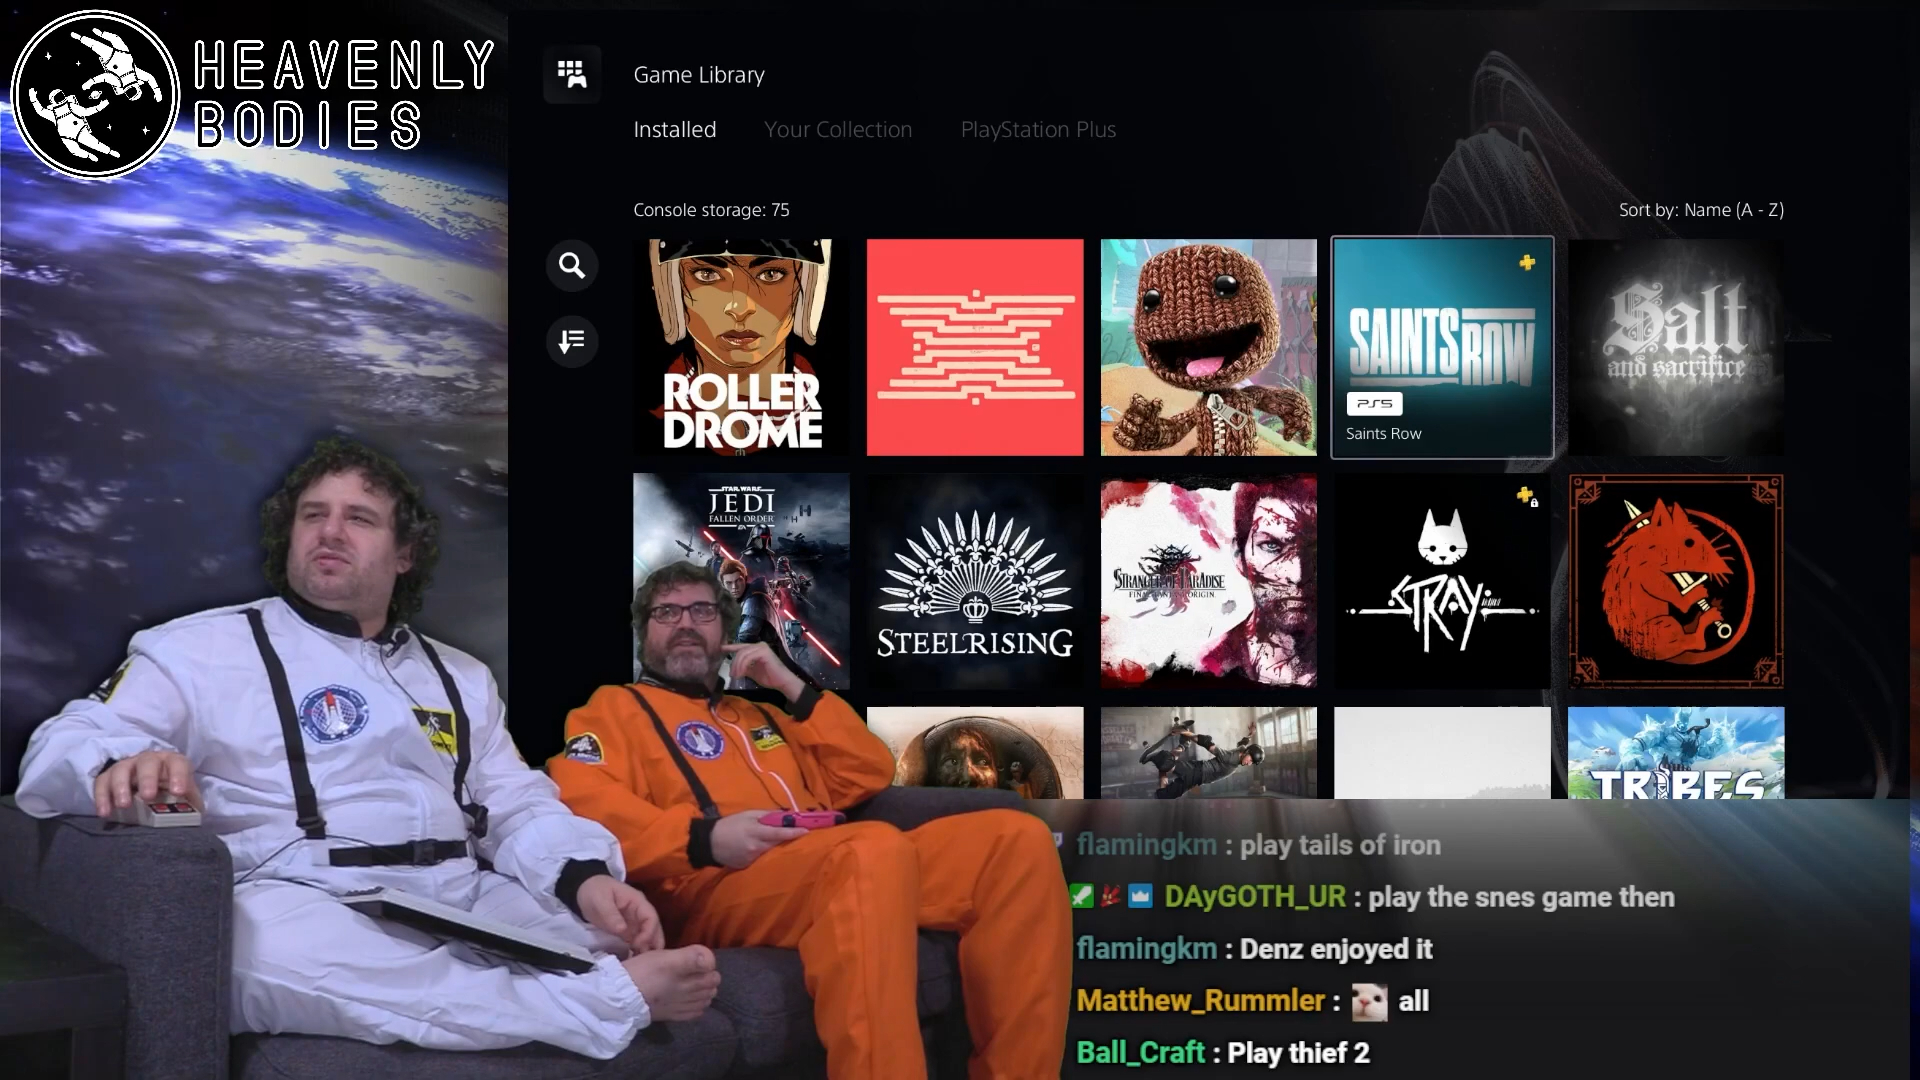 HEAVENLY
BODIES
Game Library
Installed
Your Collection
PlayStation Plus
Console storage: 75
Sort by: Name (A - Z)
ROLLER
DROME
SAINTS ROW
PS5
Saints Row
Salt
and sacrifice
STAR WARS
JEDI
FALLEN ORDER
STEELRISING
STRANGER OF PARADISE
FINAL FANTASY ORIGIN
STRAY
TRIBES
flamingkm : play tails of iron
DAyGOTH_UR : play the snes game then
flamingkm : Denz enjoyed it
Matthew_Rummler : all
Ball_Craft : Play thief 2